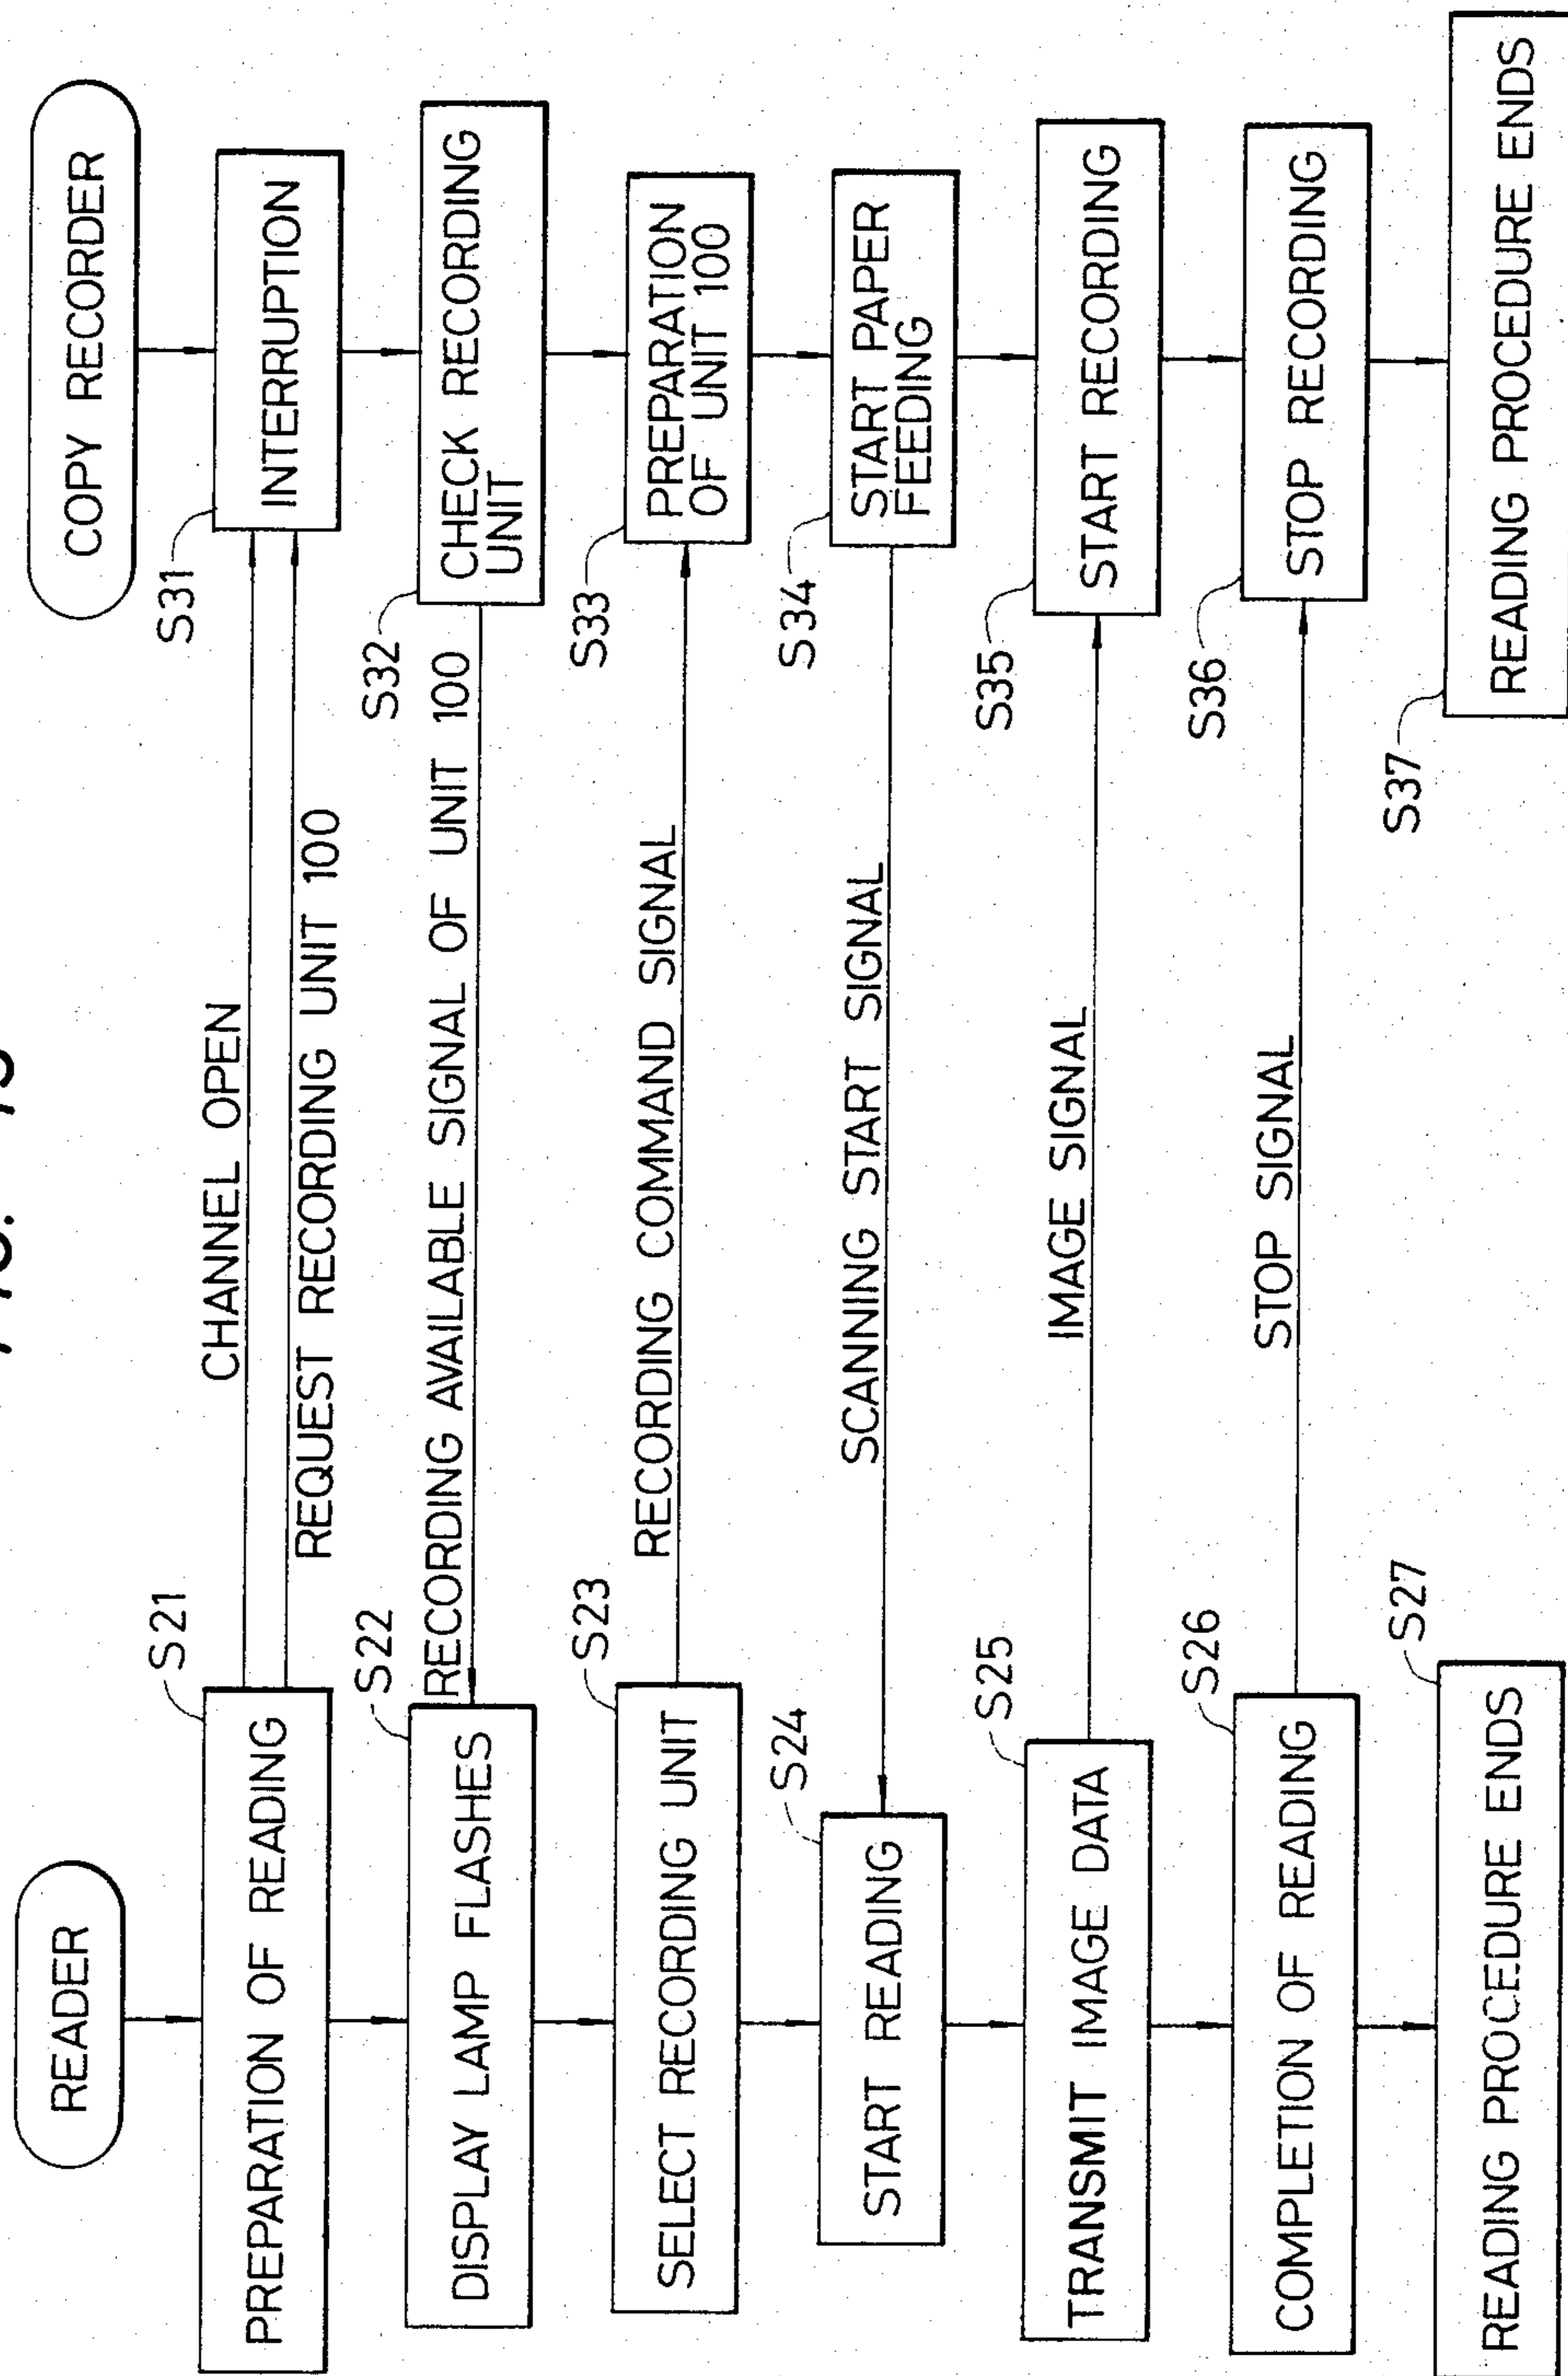 READER
COPY RECORDER
S21
PREPARATION OF READING
CHANNEL OPEN
REQUEST RECORDING UNIT 100
S31
INTERRUPTION
S22
DISPLAY LAMP FLASHES
RECORDING AVAILABLE SIGNAL OF UNIT 100
S32
CHECK RECORDING
UNIT
S23
SELECT RECORDING UNIT
RECORDING COMMAND SIGNAL
S33
PREPARATION
OF UNIT 100
S24
START READING
SCANNING START SIGNAL
S34
START PAPER
FEEDING
S25
TRANSMIT IMAGE DATA
IMAGE SIGNAL
S35
START RECORDING
S26
COMPLETION OF READING
STOP SIGNAL
S36
STOP RECORDING
S27
READING PROCEDURE ENDS
S37
READING PROCEDURE ENDS